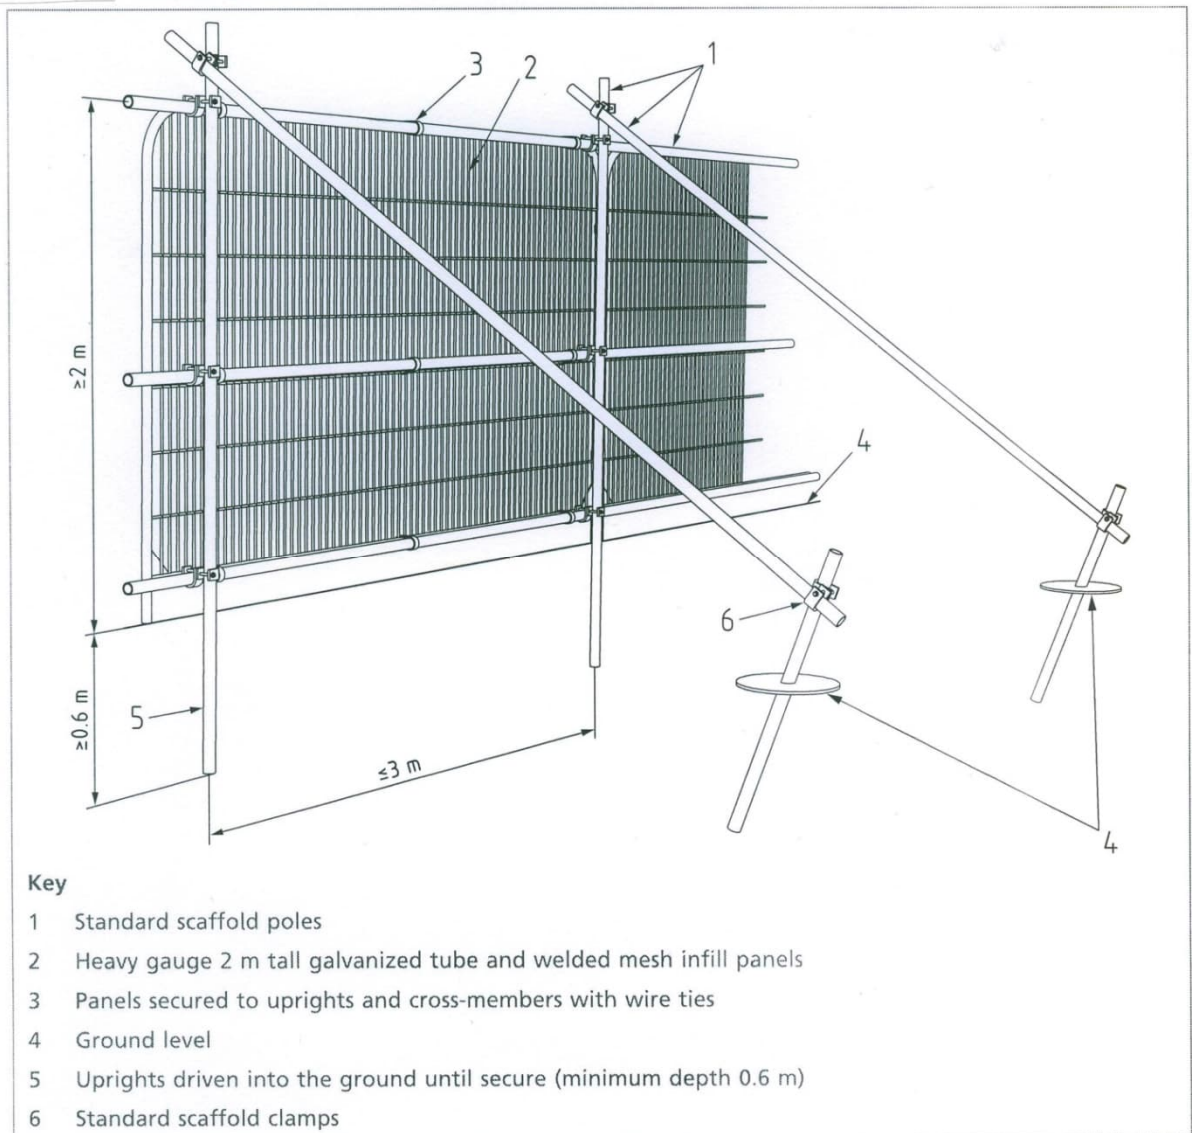 1
3
2
≥2 m
4
6
≥0.6 m
5
≤3 m
4
Key
1 Standard scaffold poles
2 Heavy gauge 2 m tall galvanized tube and welded mesh infill panels
3 Panels secured to uprights and cross-members with wire ties
4 Ground level
5 Uprights driven into the ground until secure (minimum depth 0.6 m)
6 Standard scaffold clamps